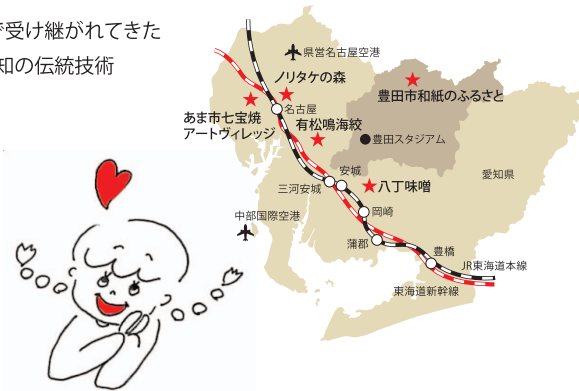 で受け継がれてきた
知の伝統技術
県営名古屋空港
ノリタケの森
豊田市和紙のふるさと
名古屋
あま市七宝焼
アートヴィレッジ
有松鳴海絞
豊田スタジアム
安城
八丁味噌
愛知県
三河安城
岡崎
中部国際空港
蒲郡
豊橋
JR東海道本線
東海道新幹線